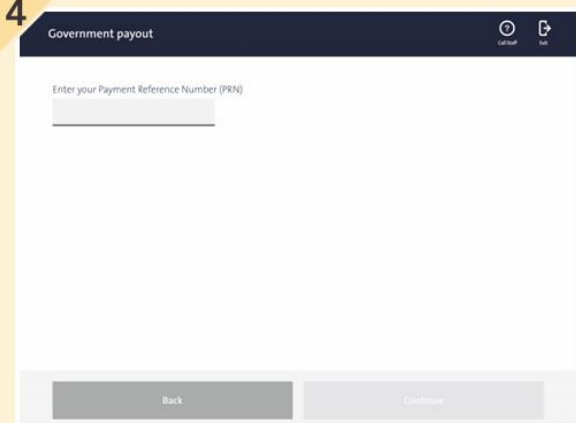 4
Government payout
Call Staff
Exit
Enter your Payment Reference Number (PRN)
Back
Continue